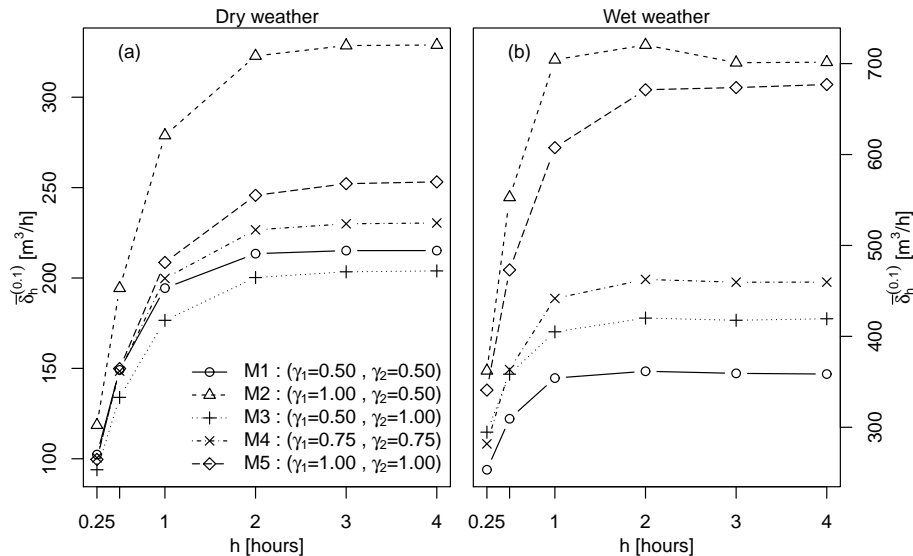 Dry weather
(a)
δ̅ₕ⁽⁰·¹⁾ [m³/h]
300
250
200
150
100
M1 : (γ₁=0.50 , γ₂=0.50)
M2 : (γ₁=1.00 , γ₂=0.50)
M3 : (γ₁=0.50 , γ₂=1.00)
M4 : (γ₁=0.75 , γ₂=0.75)
M5 : (γ₁=1.00 , γ₂=1.00)
0.25 1 2 3 4
h [hours]
Wet weather
(b)
700
600
500
400
300
δ̅ₕ⁽⁰·¹⁾ [m³/h]
0.25 1 2 3 4
h [hours]